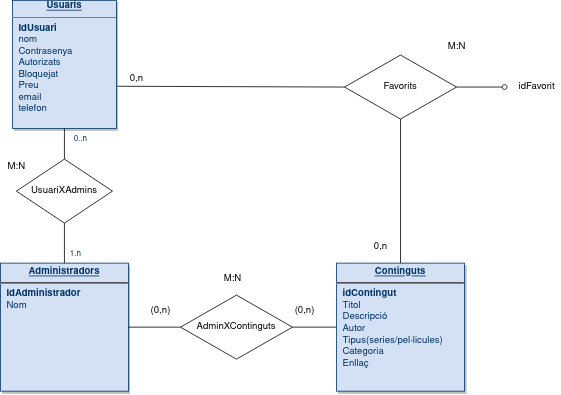 Usuaris
IdUsuari
nom
Contrasenya
Autorizats
Bloquejat
Preu
email
telefon
0,n
M:N
Favorits
idFavorit
0..n
M:N
UsuariXAdmins
1.n
0,n
Administradors
IdAdministrador
Nom
M:N
(0,n)
AdminXContinguts
(0,n)
Continguts
idContingut
Titol
Descripció
Autor
Tipus(series/pel·licules)
Categoria
Enllaç